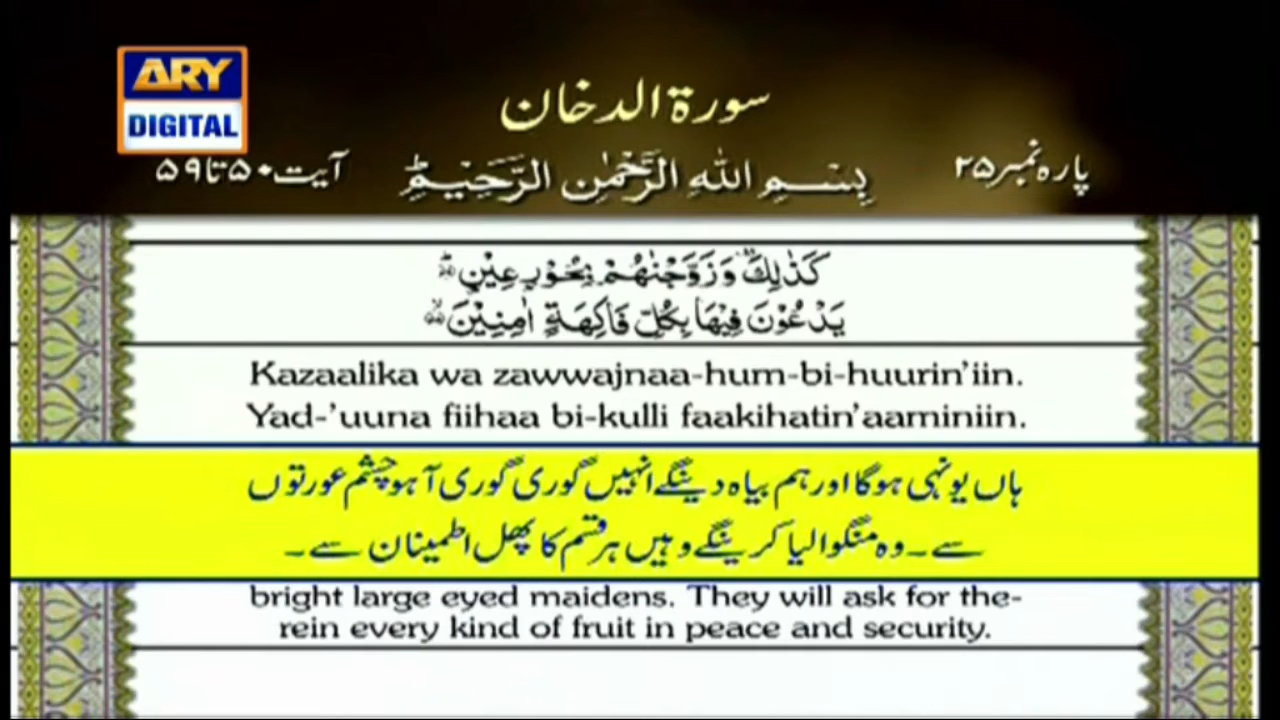 ARY
DIGITAL
سورۃ الدخان
پارہ نمبر ۲۵
بِسْمِ اللهِ الرَّحْمٰنِ الرَّحِيْمِ
آیت ۵۰ تا ۵۹
كَذٰلِكَ ۫ وَزَوَّجْنٰهُمْ بِحُوْرٍ عِيْنٍ ؕ
يَدْعُوْنَ فِيْهَا بِكُلِّ فَاكِهَةٍ اٰمِنِيْنَ ۙ
Kazaalika wa zawwajnaa-hum-bi-huurin’iin.
Yad-’uuna fiihaa bi-kulli faakihatin’aaminiin.
ہاں یونہی ہوگا اور ہم بیاہ دینگے انہیں گوری گوری آہو چشم عورتوں
سے۔ وہ منگوا لیا کرینگے وہیں ہر قسم کا پھل اطمینان سے۔
bright large eyed maidens. They will ask for the-
rein every kind of fruit in peace and security.